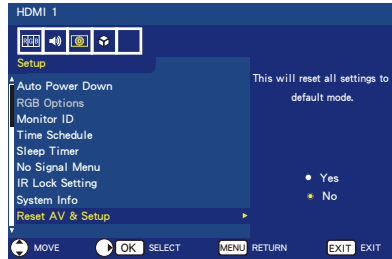 HDMI 1
RGB
Setup
Auto Power Down
RGB Options
Monitor ID
Time Schedule
Sleep Timer
No Signal Menu
IR Lock Setting
System Info
Reset AV & Setup
This will reset all settings to
default mode.
Yes
No
MOVE OK SELECT MENU RETURN EXIT EXIT